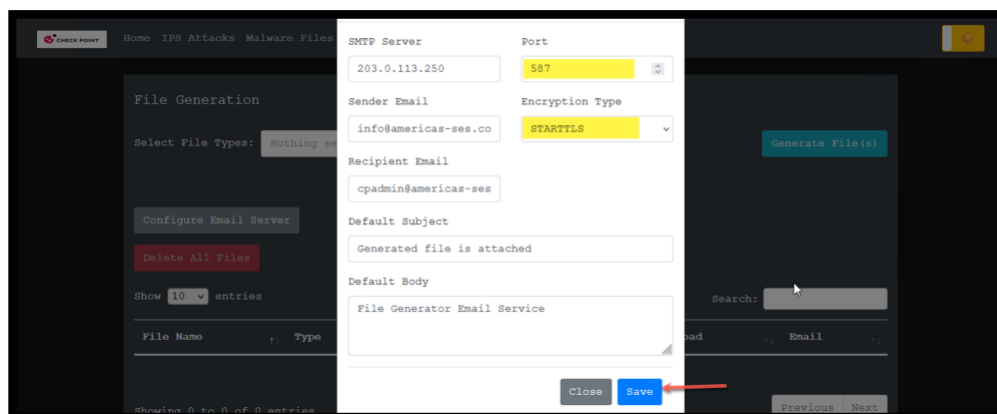 CHECK POINT
Home IPS Attacks Malware Files
File Generation
Select File Types: Nothing se
Generate File(s)
Configure Email Server
Delete All Files
Show 10 entries
Search:
File Name Type oad Email
Showing 0 to 0 of 0 entries
Previous Next
SMTP Server Port
203.0.113.250 587
Sender Email Encryption Type
info@americas-ses.co STARTTLS
Recipient Email
cpadmin@americas-ses
Default Subject
Generated file is attached
Default Body
File Generator Email Service
Close Save